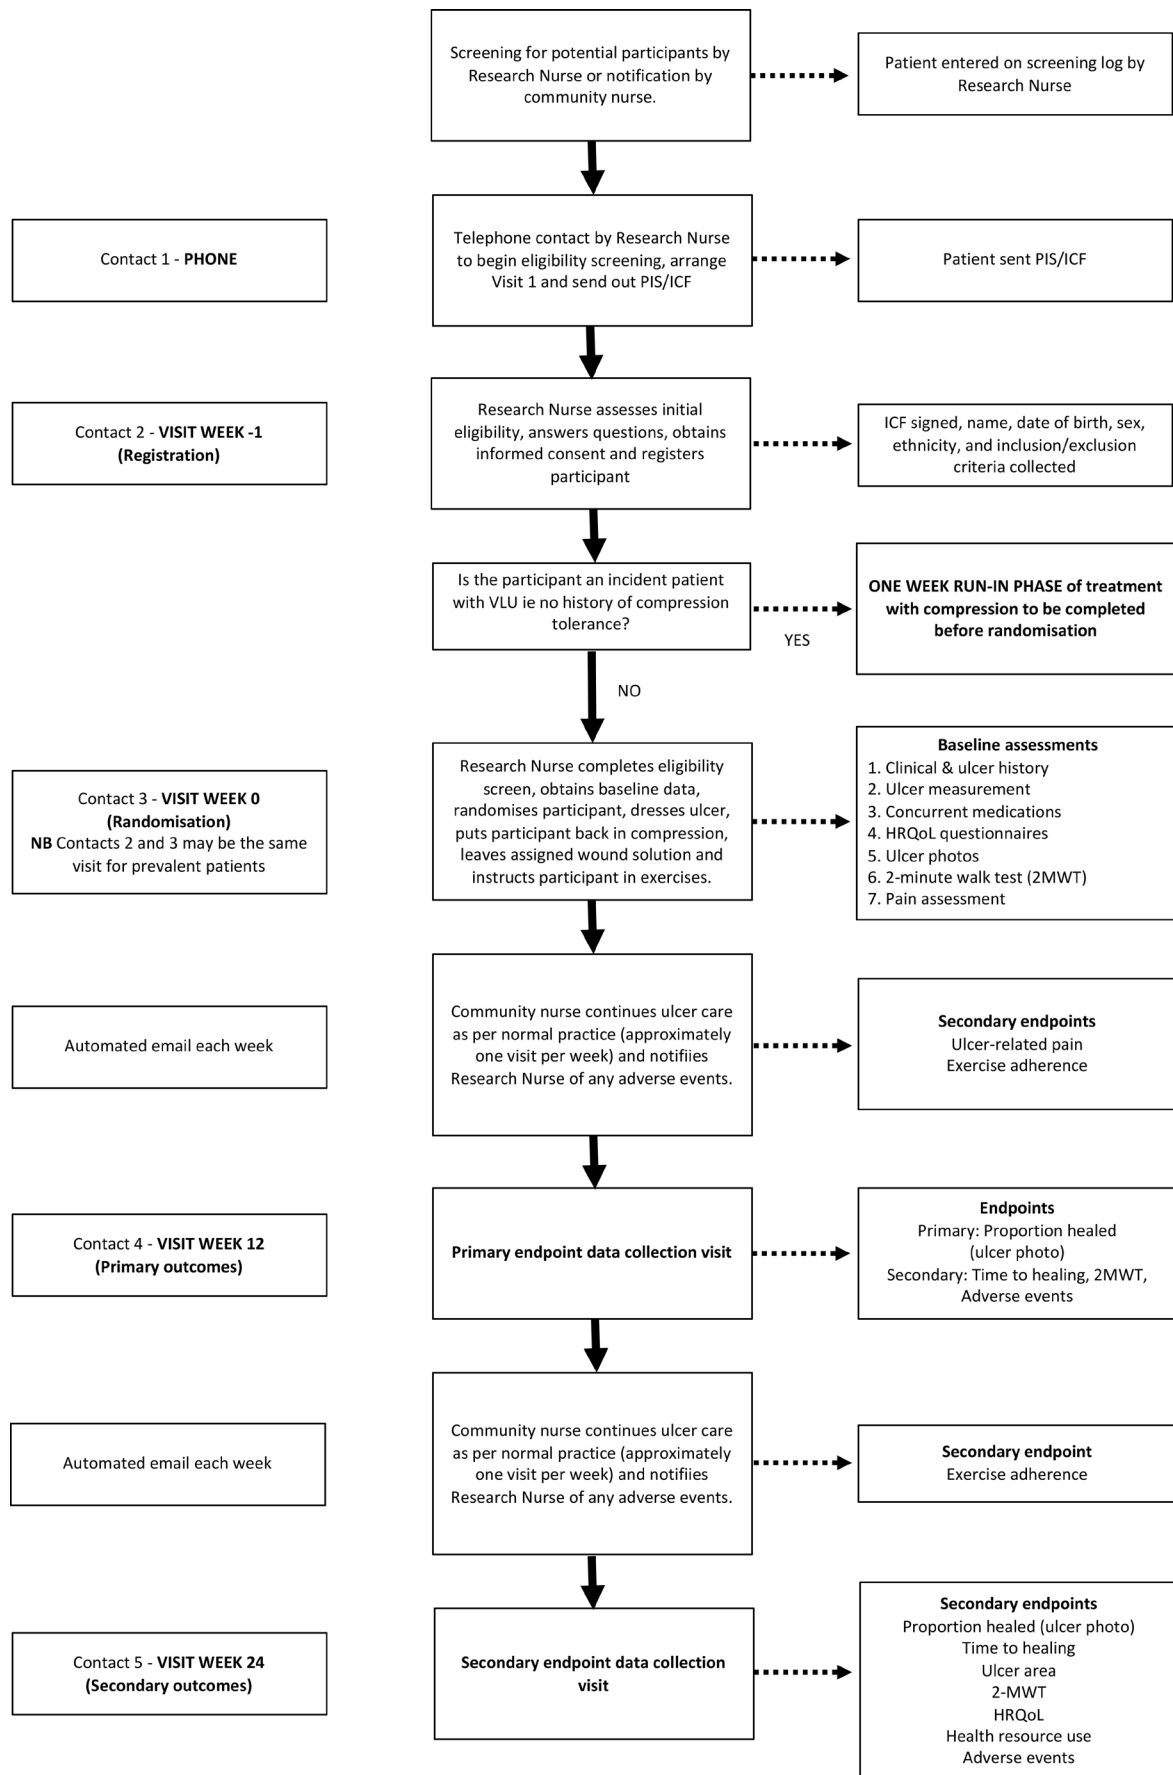 Screening for potential participants by
Research Nurse or notification by
community nurse.
Patient entered on screening log by
Research Nurse
Contact 1 - PHONE
Telephone contact by Research Nurse
to begin eligibility screening, arrange
Visit 1 and send out PIS/ICF
Patient sent PIS/ICF
Contact 2 - VISIT WEEK -1
(Registration)
Research Nurse assesses initial
eligibility, answers questions, obtains
informed consent and registers
participant
ICF signed, name, date of birth, sex,
ethnicity, and inclusion/exclusion
criteria collected
Is the participant an incident patient
with VLU ie no history of compression
tolerance?
YES
ONE WEEK RUN-IN PHASE of treatment
with compression to be completed
before randomisation
NO
Contact 3 - VISIT WEEK 0
(Randomisation)
NB Contacts 2 and 3 may be the same
visit for prevalent patients
Research Nurse completes eligibility
screen, obtains baseline data,
randomises participant, dresses ulcer,
puts participant back in compression,
leaves assigned wound solution and
instructs participant in exercises.
Baseline assessments
1. Clinical & ulcer history
2. Ulcer measurement
3. Concurrent medications
4. HRQoL questionnaires
5. Ulcer photos
6. 2-minute walk test (2MWT)
7. Pain assessment
Automated email each week
Community nurse continues ulcer care
as per normal practice (approximately
one visit per week) and notifiies
Research Nurse of any adverse events.
Secondary endpoints
Ulcer-related pain
Exercise adherence
Contact 4 - VISIT WEEK 12
(Primary outcomes)
Primary endpoint data collection visit
Endpoints
Primary: Proportion healed
(ulcer photo)
Secondary: Time to healing, 2MWT,
Adverse events
Automated email each week
Community nurse continues ulcer care
as per normal practice (approximately
one visit per week) and notifiies
Research Nurse of any adverse events.
Secondary endpoint
Exercise adherence
Contact 5 - VISIT WEEK 24
(Secondary outcomes)
Secondary endpoint data collection
visit
Secondary endpoints
Proportion healed (ulcer photo)
Time to healing
Ulcer area
2-MWT
HRQoL
Health resource use
Adverse events